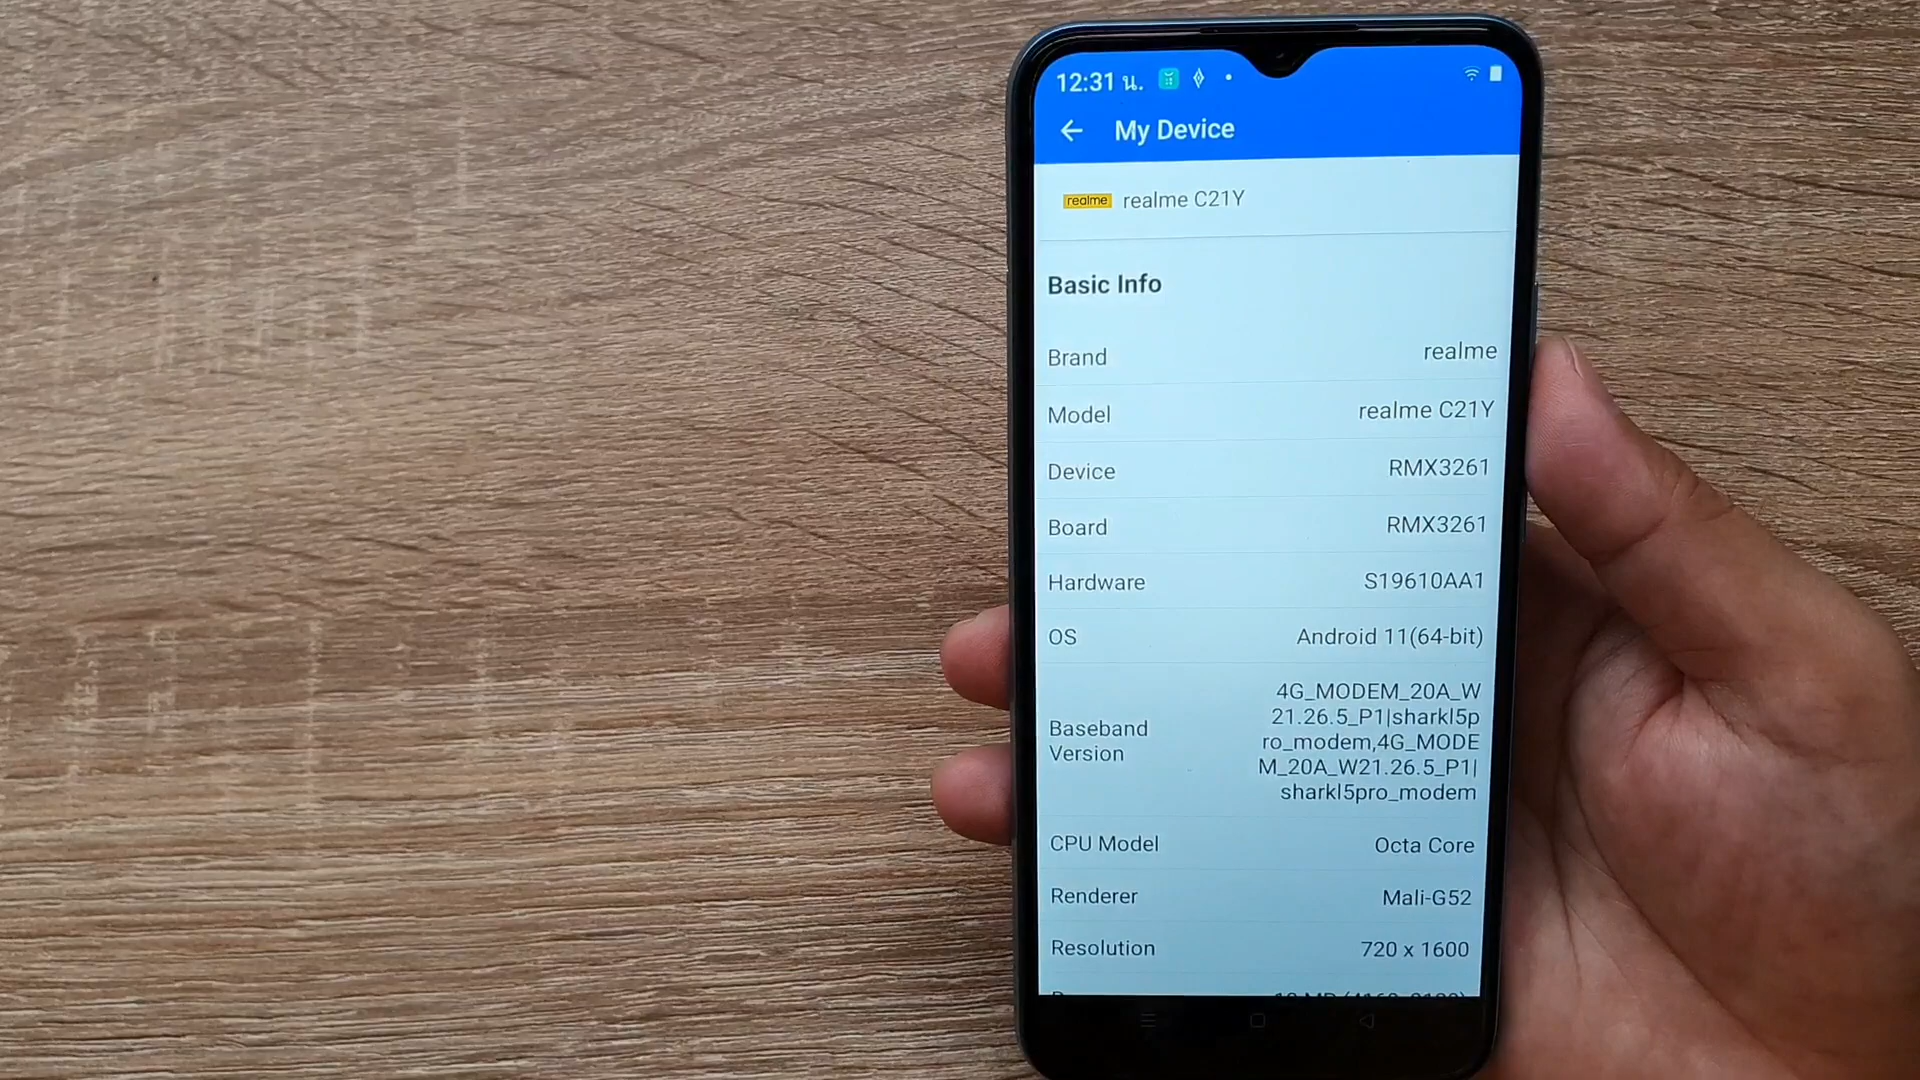 12:31 น.
My Device
realme realme C21Y
Basic Info
Brand realme
Model realme C21Y
Device RMX3261
Board RMX3261
Hardware S19610AA1
OS Android 11(64-bit)
Baseband Version
4G_MODEM_20A_W
21.26.5_P1|sharkl5p
ro_modem,4G_MODE
M_20A_W21.26.5_P1|
sharkl5pro_modem
CPU Model Octa Core
Renderer Mali-G52
Resolution 720 x 1600